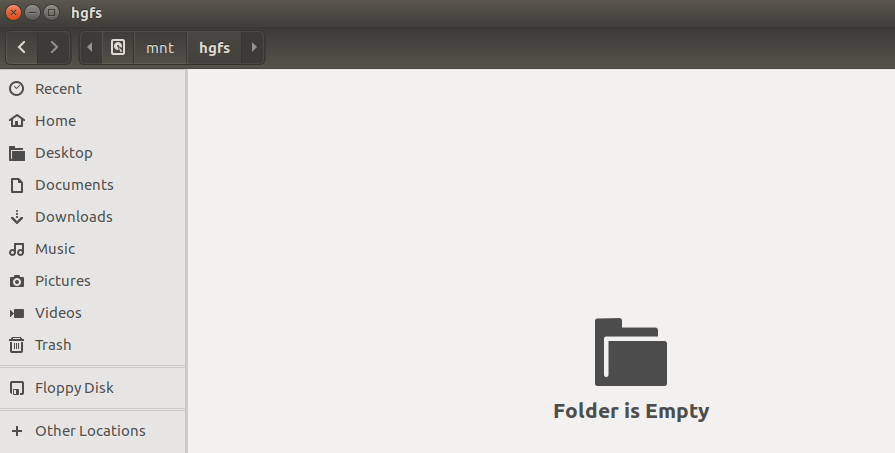 hgfs
mnt hgfs
Recent
Home
Desktop
Documents
Downloads
Music
Pictures
Videos
Trash
Floppy Disk
Other Locations
Folder is Empty